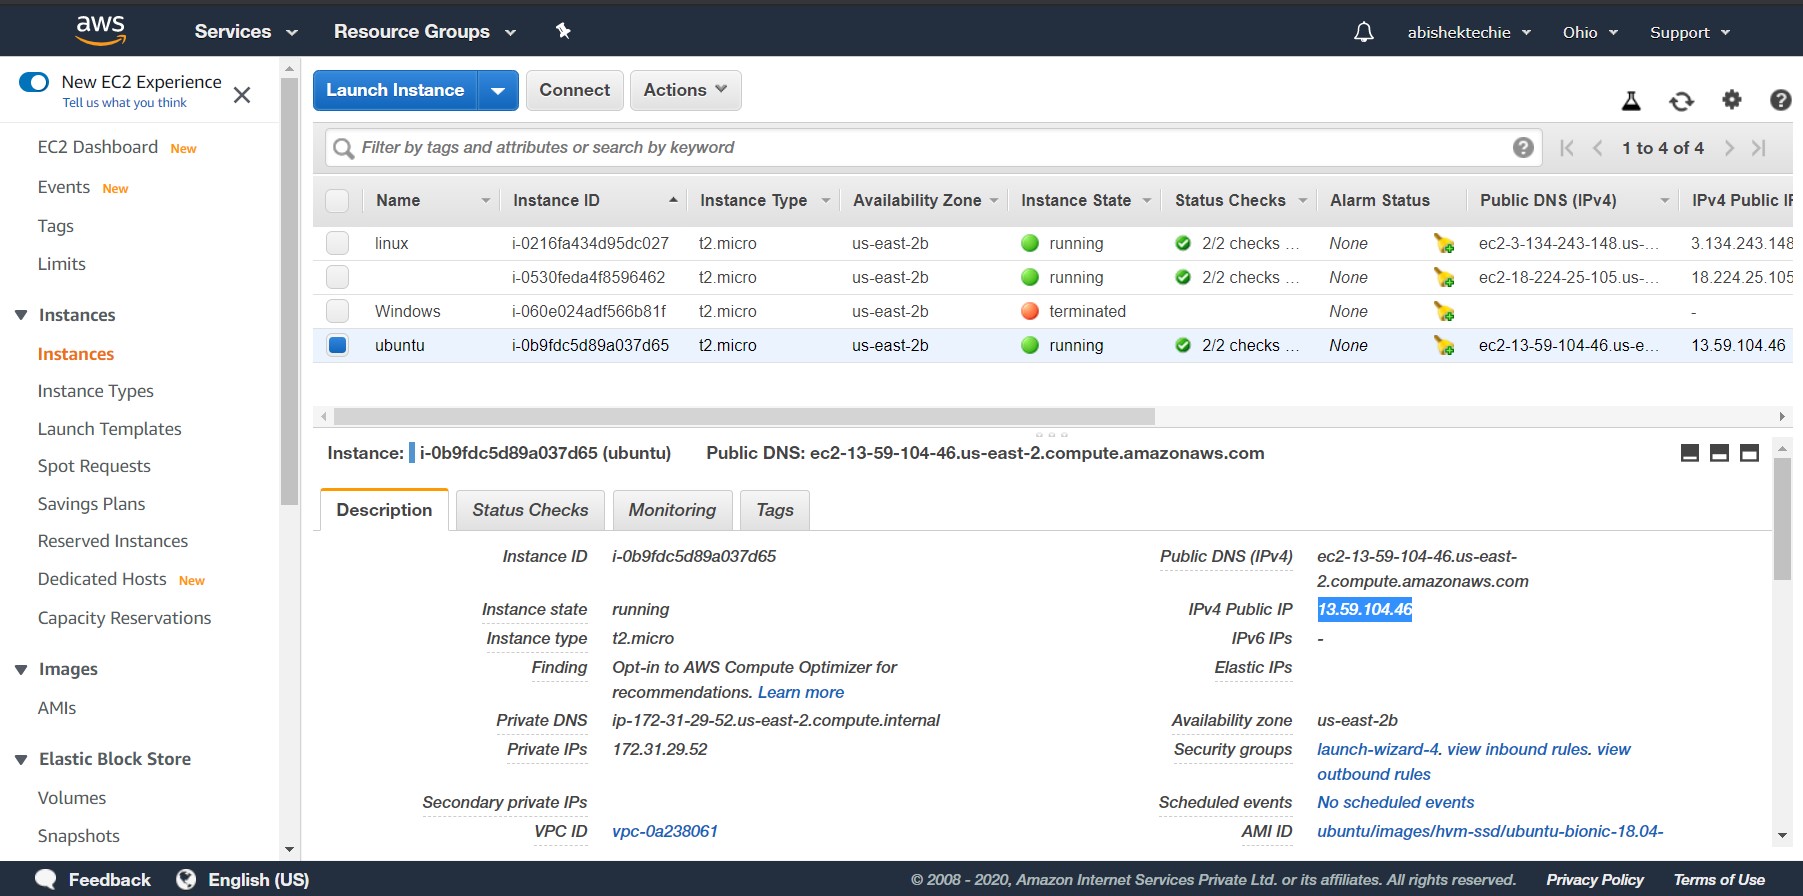 aws Services Resource Groups abishektechie Ohio Support
New EC2 Experience
Tell us what you think
EC2 Dashboard New
Events New
Tags
Limits
Instances
Instances
Instance Types
Launch Templates
Spot Requests
Savings Plans
Reserved Instances
Dedicated Hosts New
Capacity Reservations
Images
AMIs
Elastic Block Store
Volumes
Snapshots
Launch Instance Connect Actions
Filter by tags and attributes or search by keyword 1 to 4 of 4
Name Instance ID Instance Type Availability Zone Instance State Status Checks Alarm Status Public DNS (IPv4) IPv4 Public IP
linux i-0216fa434d95dc027 t2.micro us-east-2b running 2/2 checks ... None ec2-3-134-243-148.us-... 3.134.243.148
i-0530feda4f8596462 t2.micro us-east-2b running 2/2 checks ... None ec2-18-224-25-105.us-... 18.224.25.105
Windows i-060e024adf566b81f t2.micro us-east-2b terminated None -
ubuntu i-0b9fdc5d89a037d65 t2.micro us-east-2b running 2/2 checks ... None ec2-13-59-104-46.us-e... 13.59.104.46
Instance: i-0b9fdc5d89a037d65 (ubuntu) Public DNS: ec2-13-59-104-46.us-east-2.compute.amazonaws.com
Description Status Checks Monitoring Tags
Instance ID i-0b9fdc5d89a037d65
Instance state running
Instance type t2.micro
Finding Opt-in to AWS Compute Optimizer for
recommendations. Learn more
Private DNS ip-172-31-29-52.us-east-2.compute.internal
Private IPs 172.31.29.52
Secondary private IPs
VPC ID vpc-0a238061
Public DNS (IPv4) ec2-13-59-104-46.us-east-
2.compute.amazonaws.com
IPv4 Public IP 13.59.104.46
IPv6 IPs -
Elastic IPs
Availability zone us-east-2b
Security groups launch-wizard-4. view inbound rules. view
outbound rules
Scheduled events No scheduled events
AMI ID ubuntu/images/hvm-ssd/ubuntu-bionic-18.04-
Feedback English (US) © 2008 - 2020, Amazon Internet Services Private Ltd. or its affiliates. All rights reserved. Privacy Policy Terms of Use